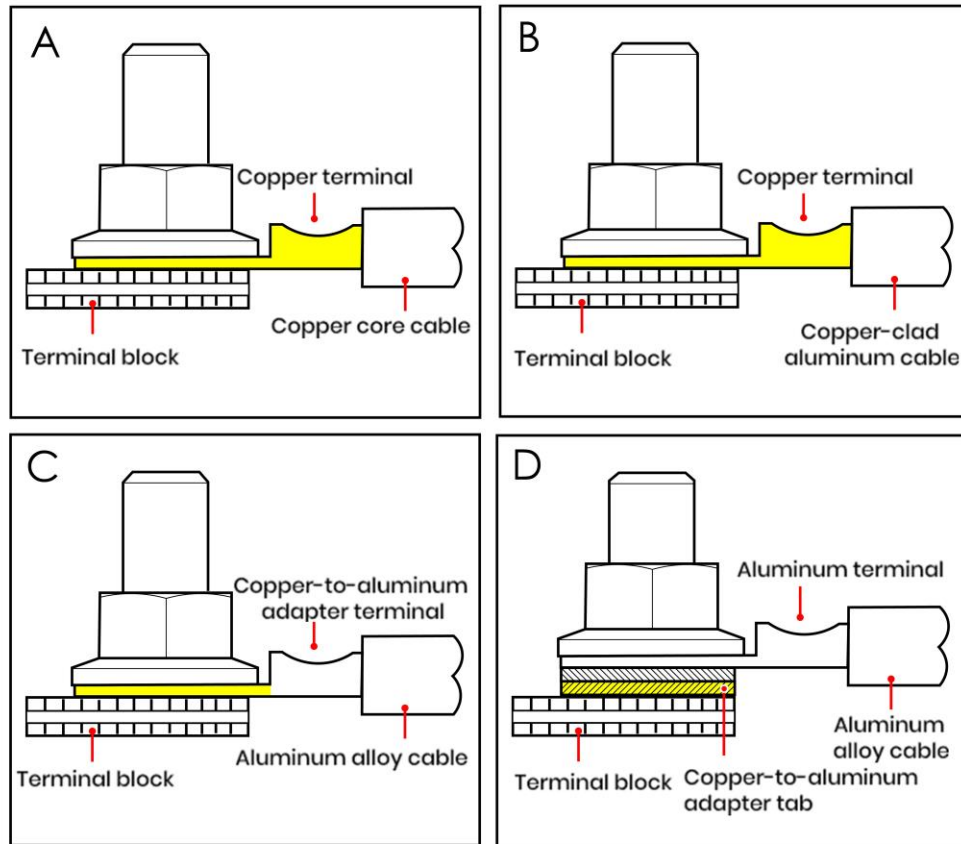 A
Copper terminal
Copper core cable
Terminal block
B
Copper terminal
Copper-clad
aluminum cable
Terminal block
C
Copper-to-aluminum
adapter terminal
Aluminum alloy cable
Terminal block
D
Aluminum terminal
Aluminum
alloy cable
Terminal block
Copper-to-aluminum
adapter tab